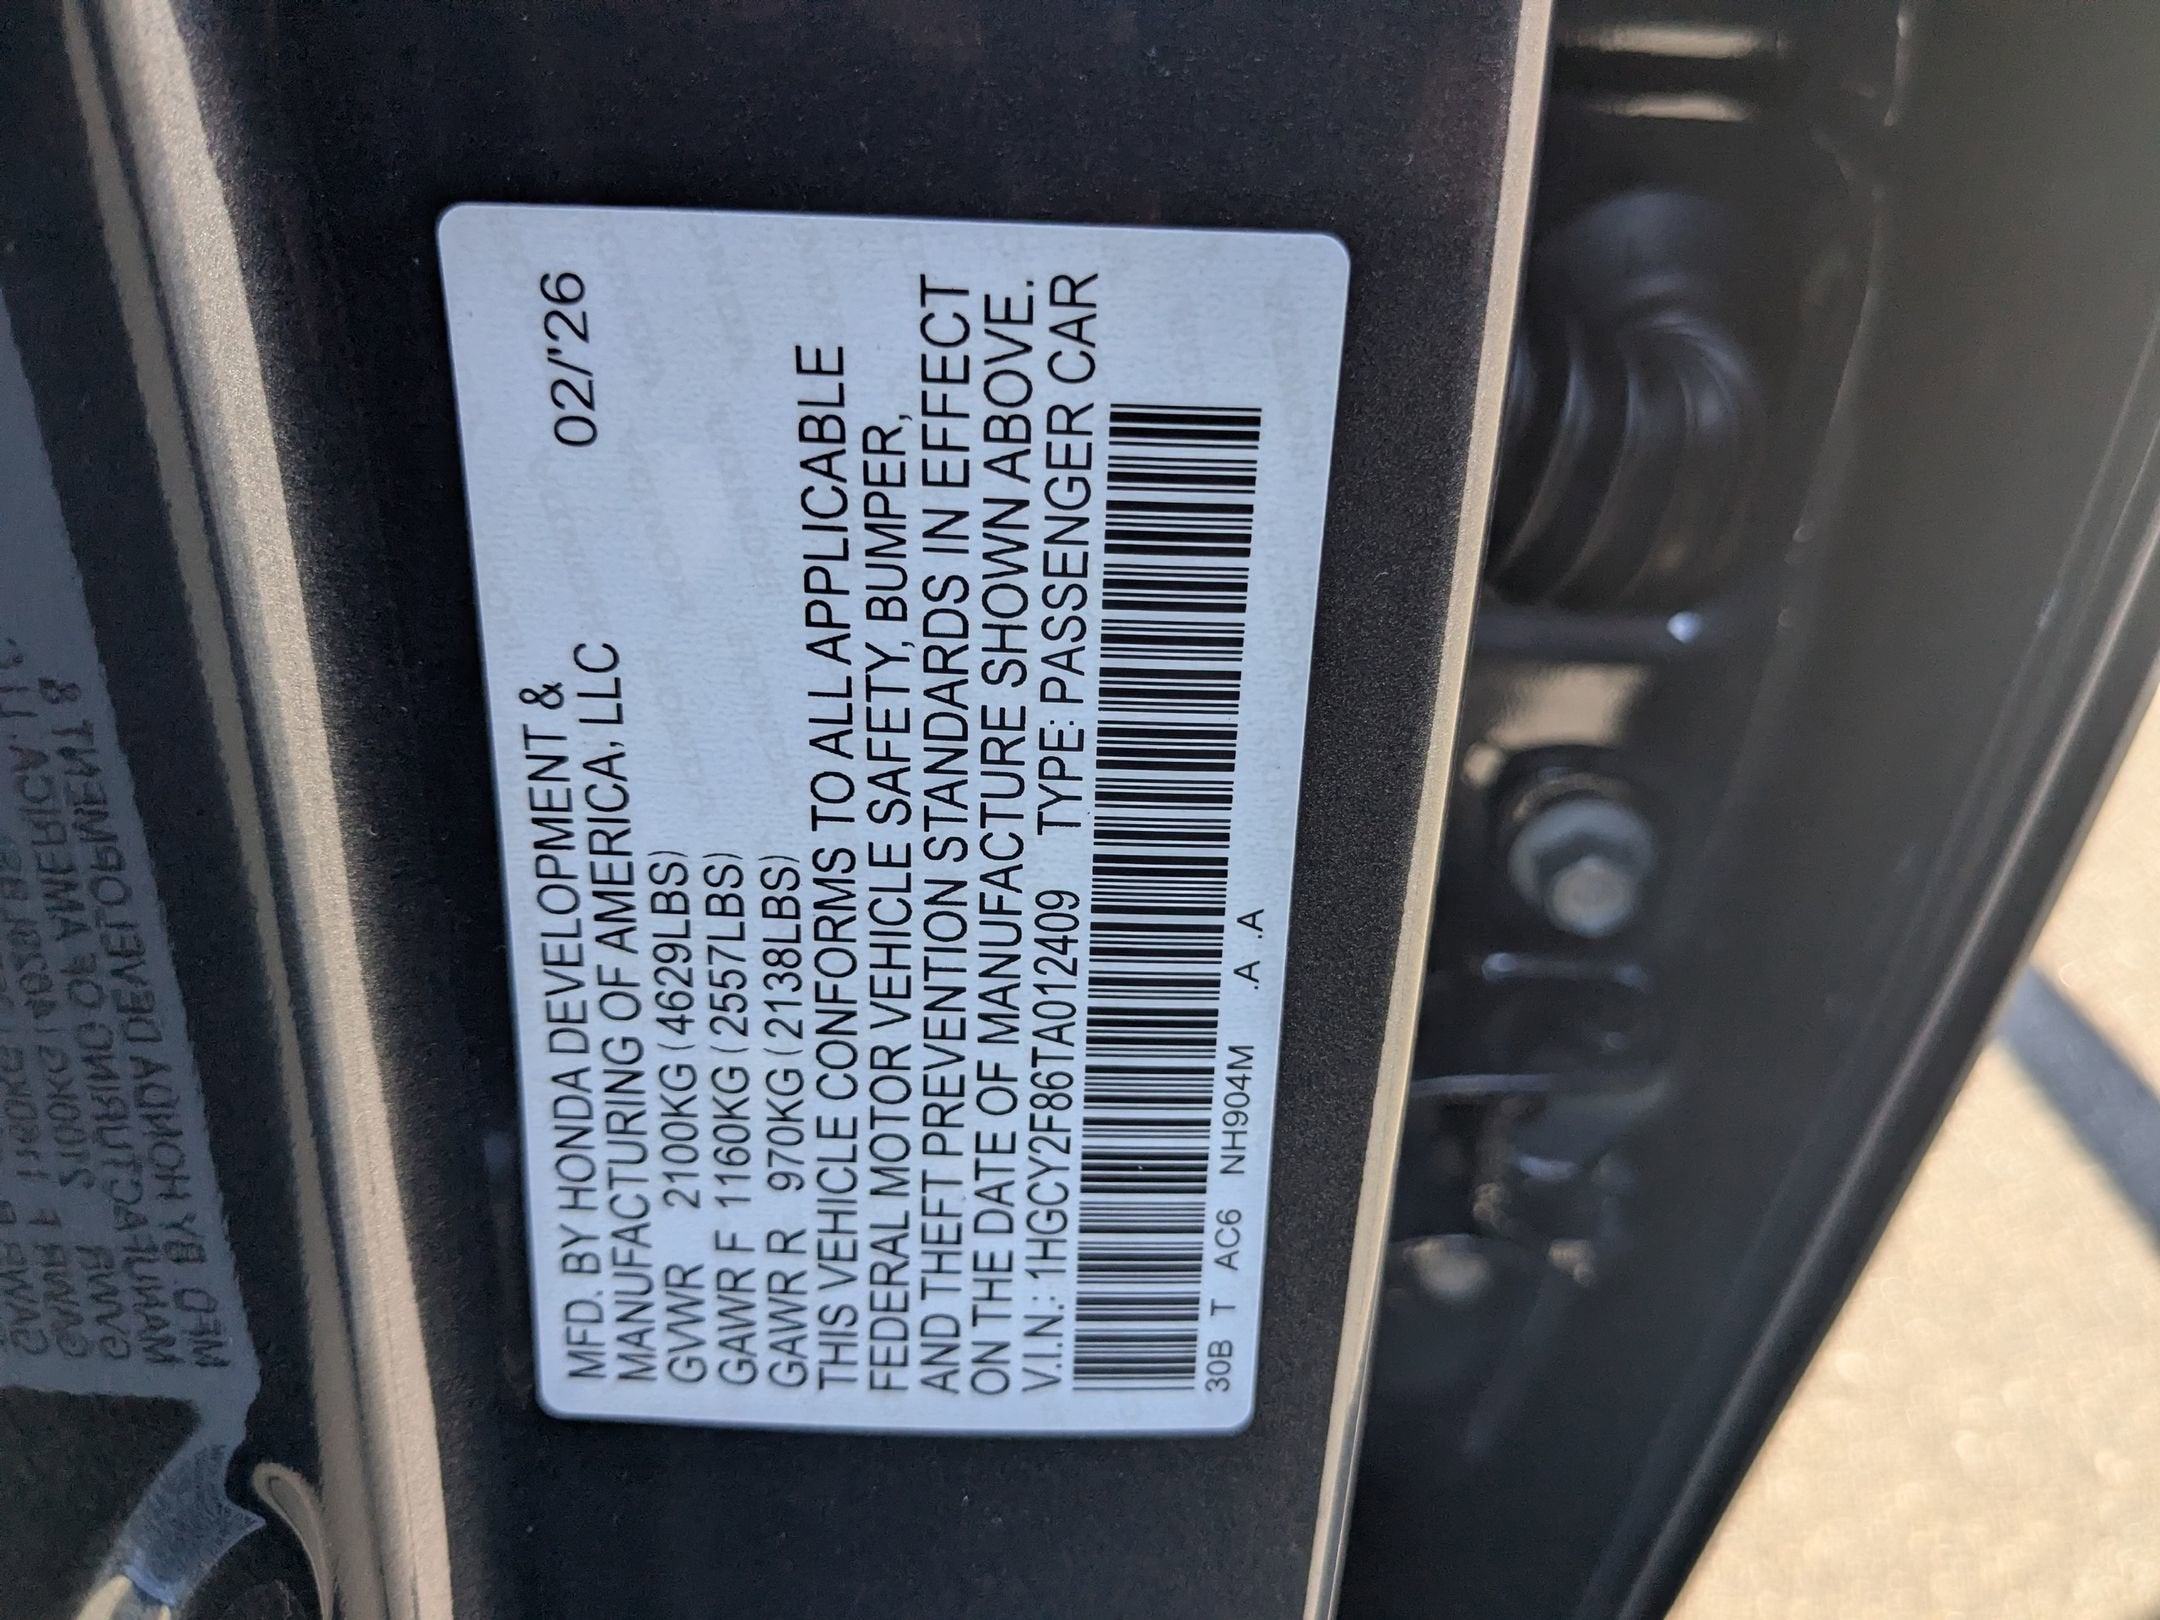 MFD. BY HONDA DEVELOPMENT &
MANUFACTURING OF AMERICA, LLC 02/'26
GVWR 2100KG (4629LBS)
GAWR F 1160KG (2557LBS)
GAWR R 970KG (2138LBS)
THIS VEHICLE CONFORMS TO ALL APPLICABLE
FEDERAL MOTOR VEHICLE SAFETY, BUMPER,
AND THEFT PREVENTION STANDARDS IN EFFECT
ON THE DATE OF MANUFACTURE SHOWN ABOVE.
V.I.N.: 1HGCY2F86TA012409 TYPE: PASSENGER CAR
30B T AC6 NH904M .A .A